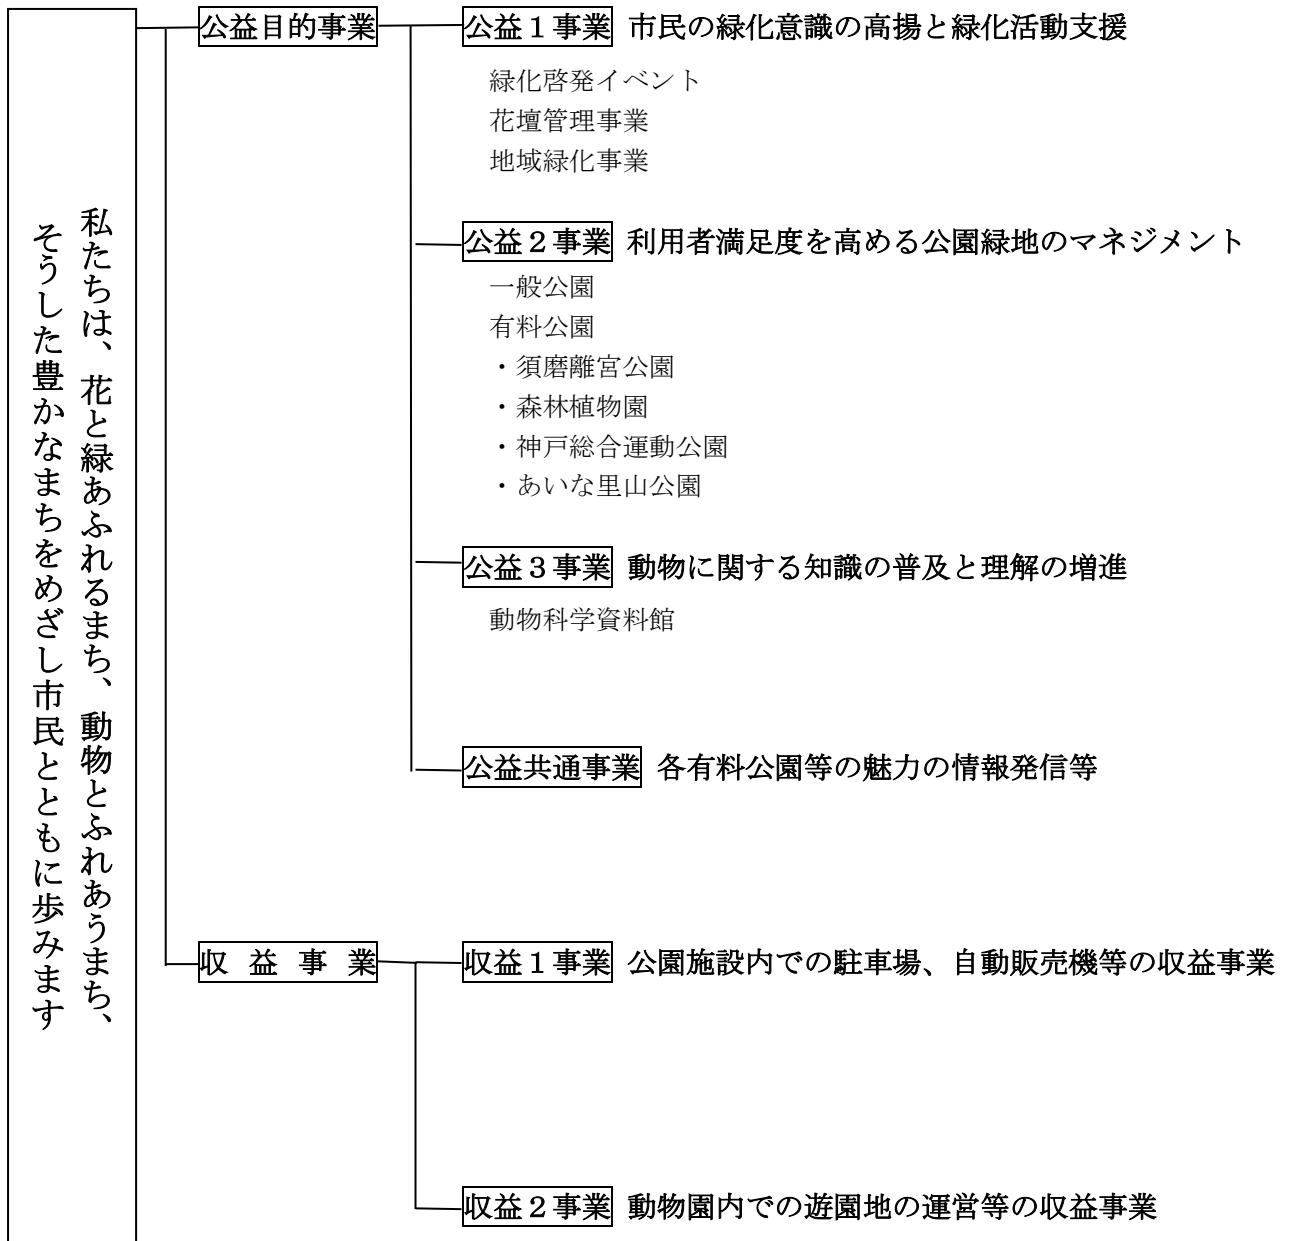 私たちは、花と緑あふれるまち、動物とふれあうまち、
そうした豊かなまちをめざし市民とともに歩みます
公益目的事業
公益１事業 市民の緑化意識の高揚と緑化活動支援
緑化啓発イベント
花壇管理事業
地域緑化事業
公益２事業 利用者満足度を高める公園緑地のマネジメント
一般公園
有料公園
・須磨離宮公園
・森林植物園
・神戸総合運動公園
・あいな里山公園
公益３事業 動物に関する知識の普及と理解の増進
動物科学資料館
公益共通事業 各有料公園等の魅力の情報発信等
収益事業
収益１事業 公園施設内での駐車場、自動販売機等の収益事業
収益２事業 動物園内での遊園地の運営等の収益事業